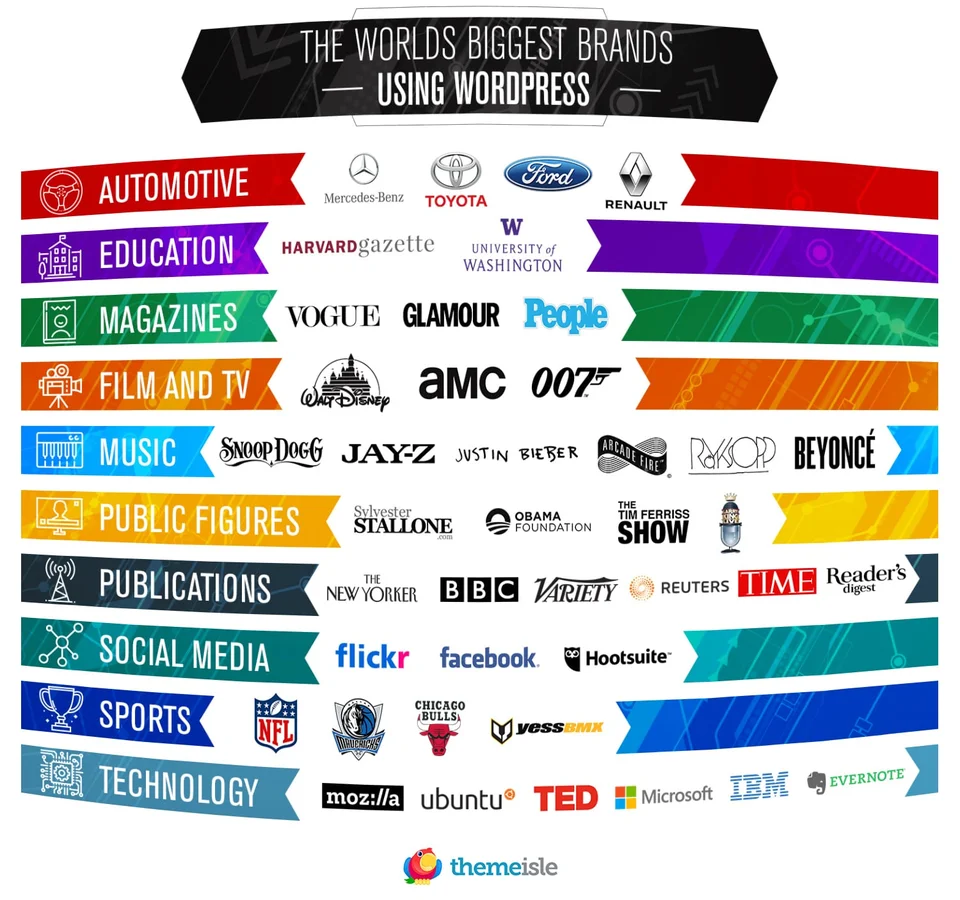 THE WORLDS BIGGEST BRANDS
USING WORDPRESS
AUTOMOTIVE
Mercedes-Benz
TOYOTA
Ford
RENAULT
EDUCATION
HARVARDgazette
W
UNIVERSITY of
WASHINGTON
MAGAZINES
VOGUE
GLAMOUR
People
FILM AND TV
WALT DISNEY
aMC
007
MUSIC
SNOOP DOGG
JAY-Z
JUSTIN BIEBER
ARCADE FIRE
RÖYKSOPP
BEYONCÉ
PUBLIC FIGURES
Sylvester
STALLONE
.com
OBAMA
FOUNDATION
THE
TIM FERRISS
SHOW
PUBLICATIONS
THE
NEW YORKER
BBC
VARIETY
REUTERS
TIME
Reader's
digest
SOCIAL MEDIA
flickr
facebook
Hootsuite™
SPORTS
NFL
MAVERICKS
CHICAGO
BULLS
yessBMX
TECHNOLOGY
moz://a
ubuntu
TED
Microsoft
IBM
EVERNOTE
themeisle